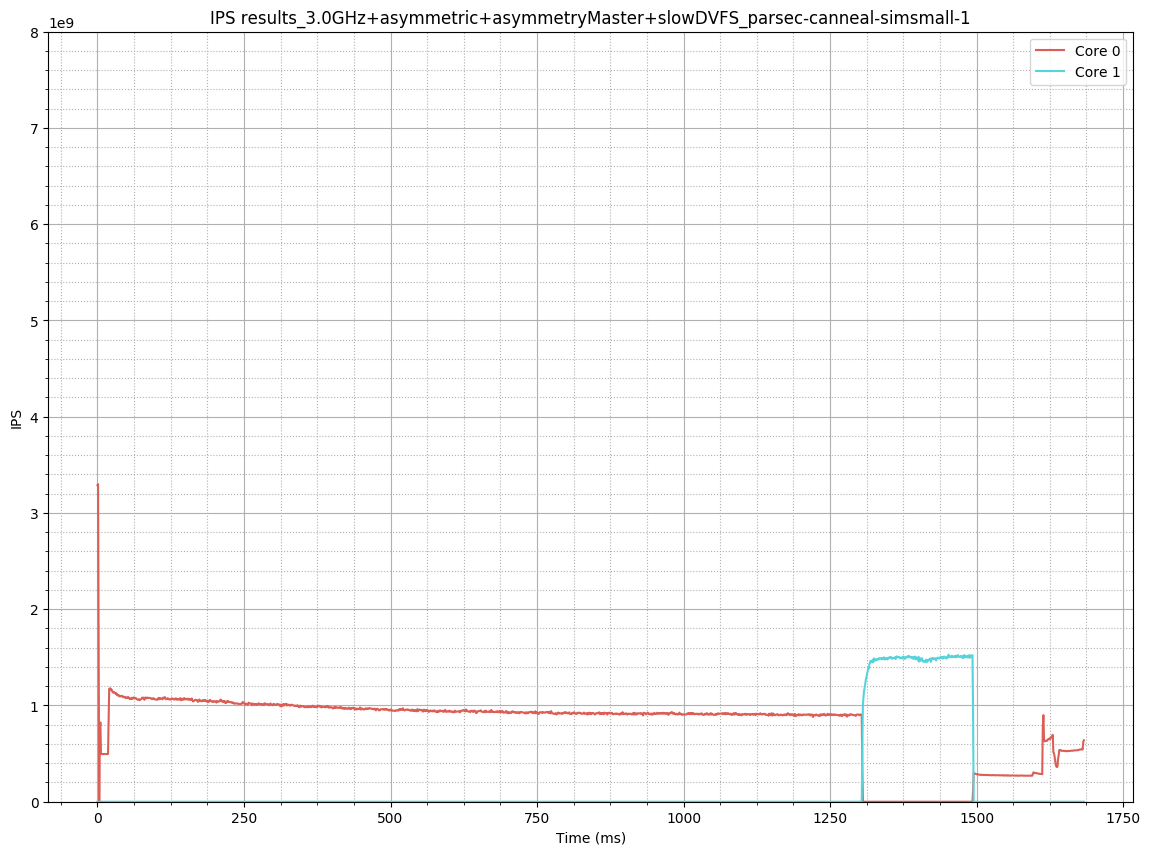 IPS results_3.0GHz+asymmetric+asymmetryMaster+slowDVFS_parsec-canneal-simsmall-1
1e9
Core 0
Core 1
8
7
6
5
4
3
2
1
0
IPS
0 250 500 750 1000 1250 1500 1750
Time (ms)